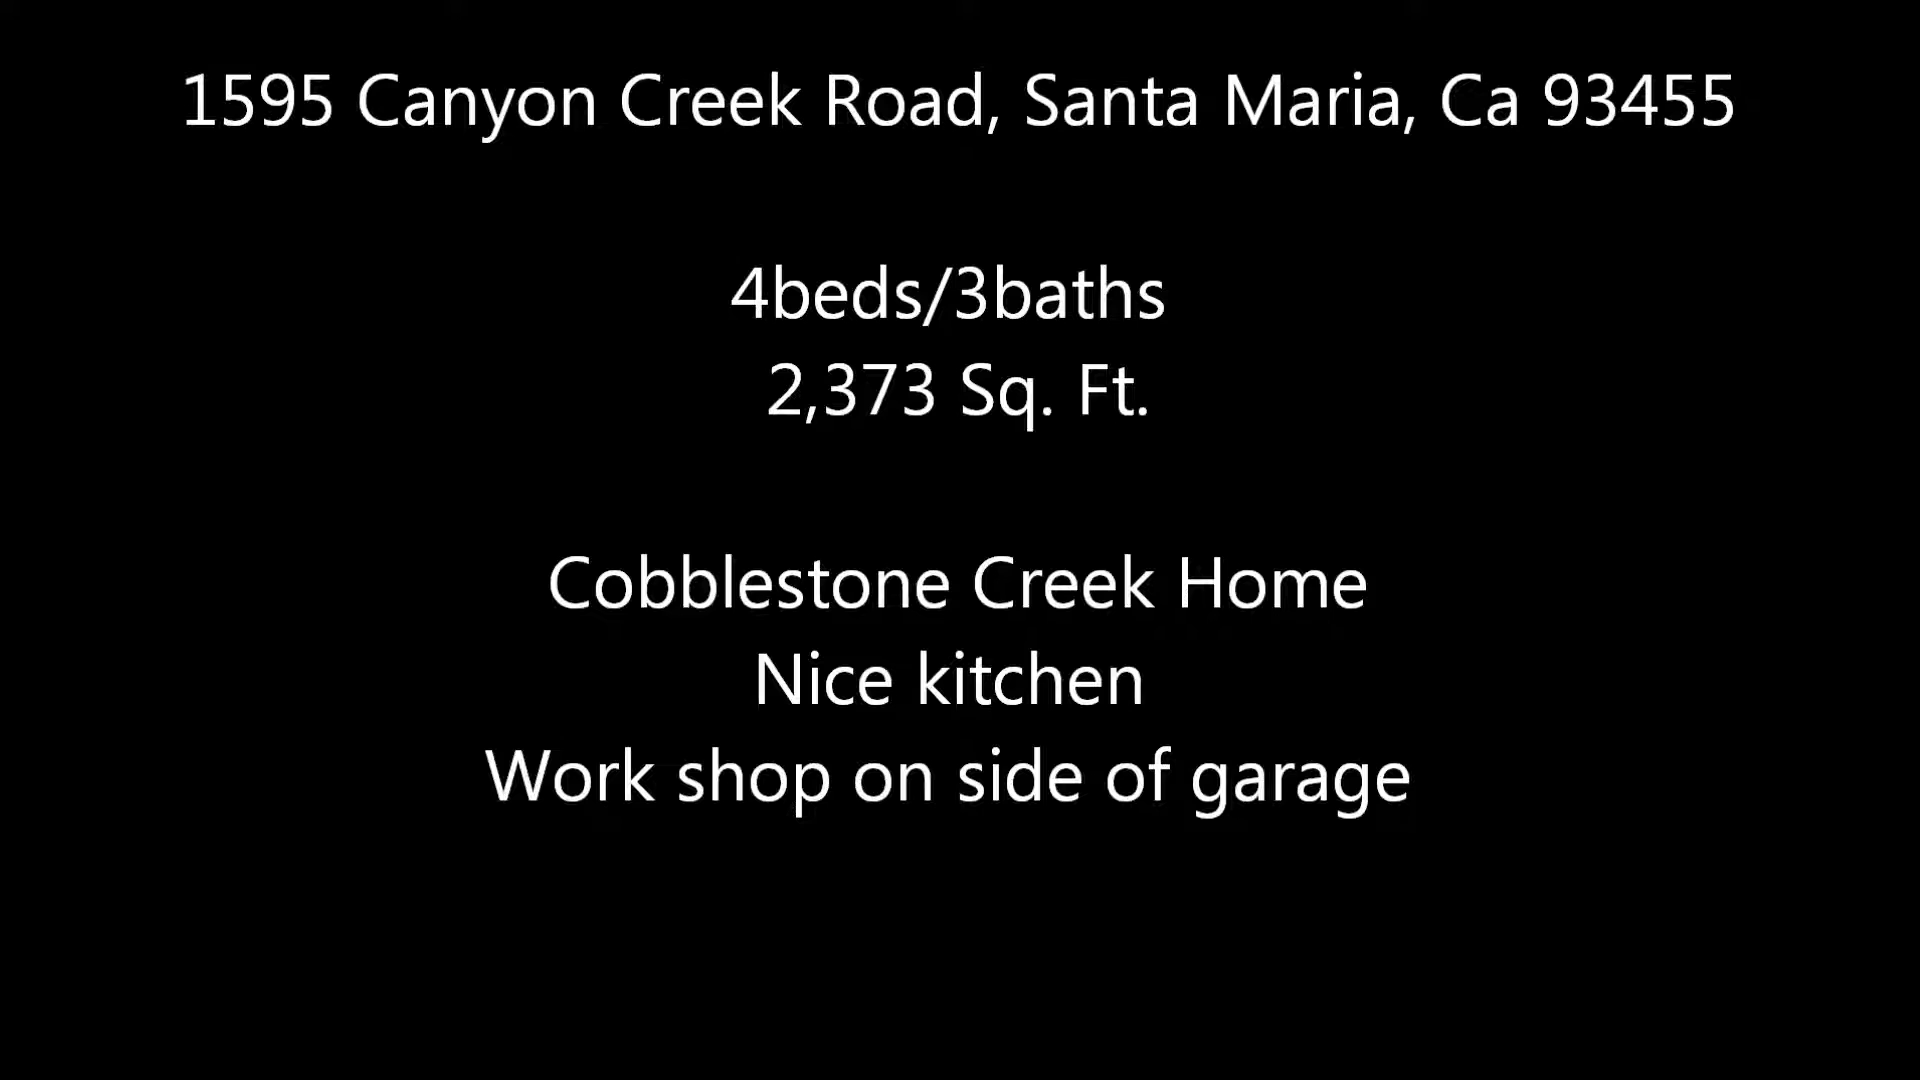 1595 Canyon Creek Road, Santa Maria, Ca 93455
4beds/3baths
2,373 Sq. Ft.
Cobblestone Creek Home
Nice kitchen
Work shop on side of garage